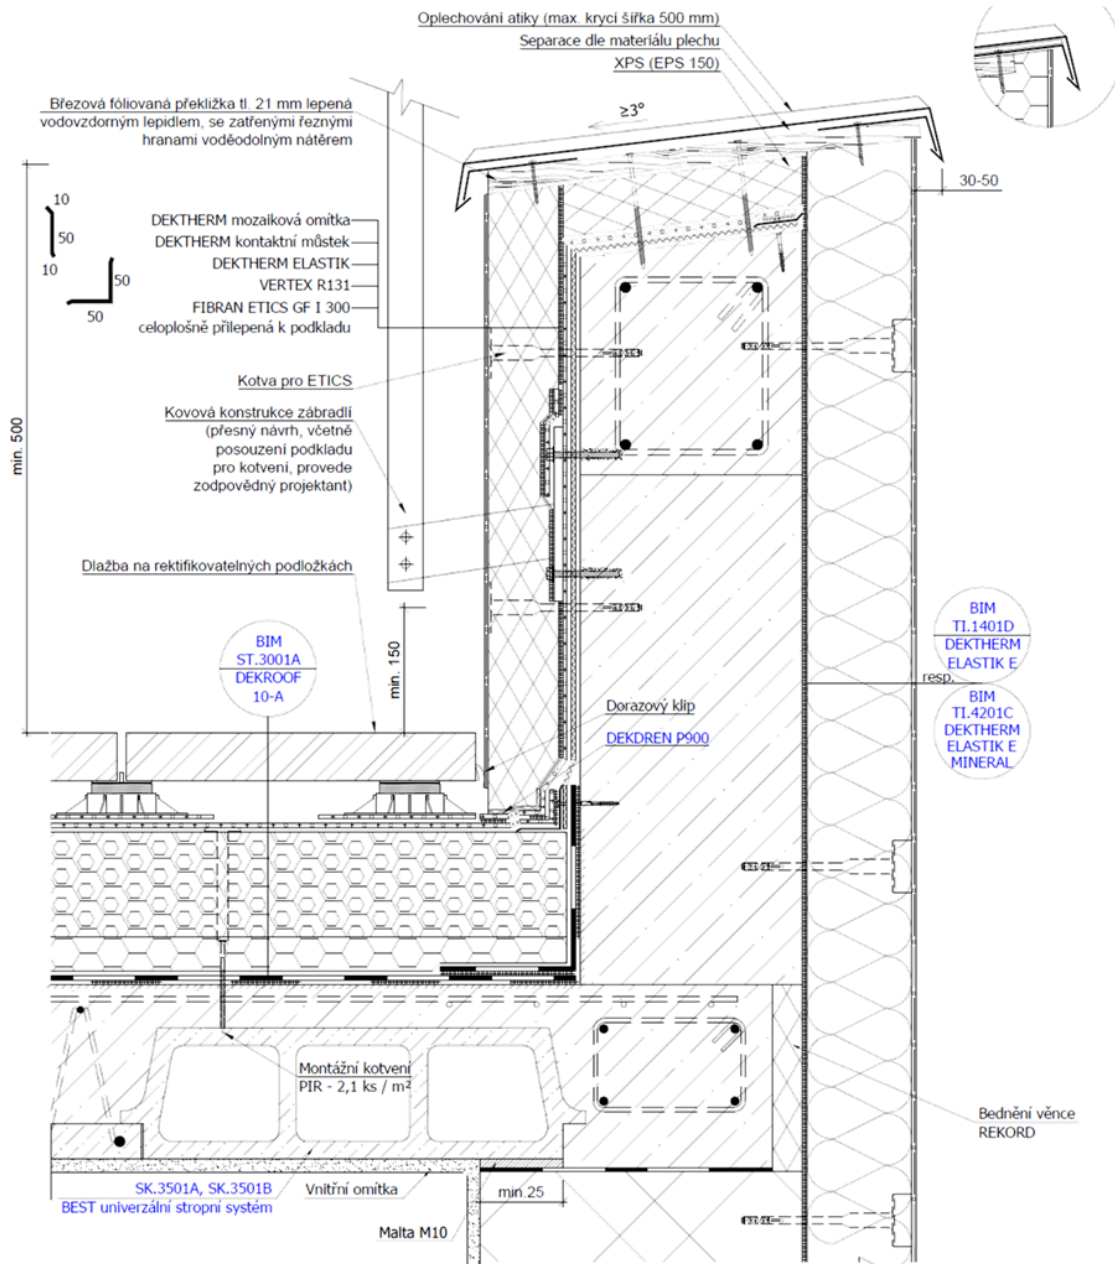 Oplechování atiky (max. krycí šířka 500 mm)
Separace dle materiálu plechu
XPS (EPS 150)
Březová fóliovaná překližka tl. 21 mm lepená
vodovzdorným lepidlem, se zatřenými řeznými
hranami voděodolným nátěrem
≥3°
30-50
10
50
10
50
50
DEKTHERM mozaiková omítka
DEKTHERM kontaktní můstek
DEKTHERM ELASTIK
VERTEX R131
FIBRAN ETICS GF I 300
celoplošně přilepená k podkladu
Kotva pro ETICS
Kovová konstrukce zábradlí
(přesný návrh, včetně
posouzení podkladu
pro kotvení, provede
zodpovědný projektant)
min. 500
Dlažba na rektifikovatelných podložkách
BIM
ST.3001A
DEKROOF
10-A
min. 150
Dorazový klip
DEKDREN P900
BIM
TI.1401D
DEKTHERM
ELASTIK E
resp.
BIM
TI.4201C
DEKTHERM
ELASTIK E
MINERAL
Montážní kotvení
PIR - 2,1 ks / m²
Bednění věnce
REKORD
SK.3501A, SK.3501B
BEST univerzální stropní systém
Vnitřní omítka
min.25
Malta M10